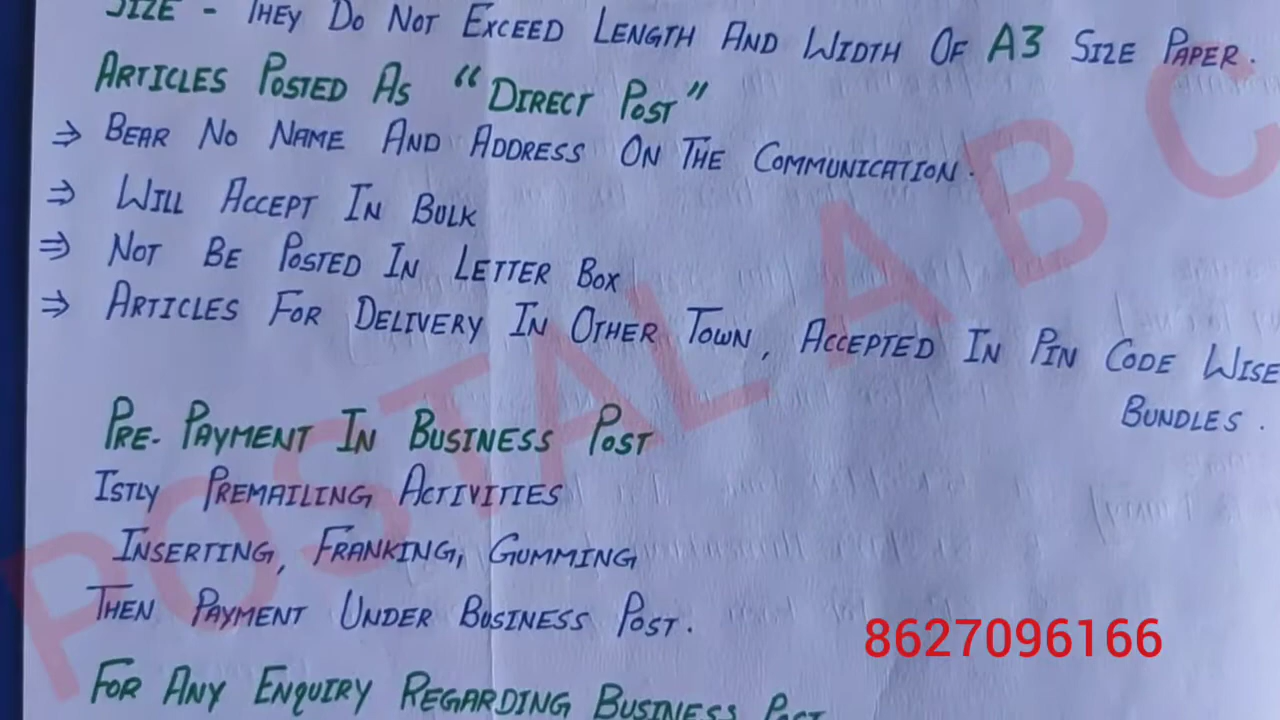 SIZE - THEY DO NOT EXCEED LENGTH AND WIDTH OF A3 SIZE PAPER.
ARTICLES POSTED AS "DIRECT POST"
⇒ BEAR NO NAME AND ADDRESS ON THE COMMUNICATION.
⇒ WILL ACCEPT IN BULK
⇒ NOT BE POSTED IN LETTER BOX
⇒ ARTICLES FOR DELIVERY IN OTHER TOWN, ACCEPTED IN PIN CODE WISE
BUNDLES.
PRE-PAYMENT IN BUSINESS POST
ISTLY PREMAILING ACTIVITIES
INSERTING, FRANKING, GUMMING
THEN PAYMENT UNDER BUSINESS POST.
8627096166
FOR ANY ENQUIRY REGARDING BUSINESS POST
POSTAL A B C